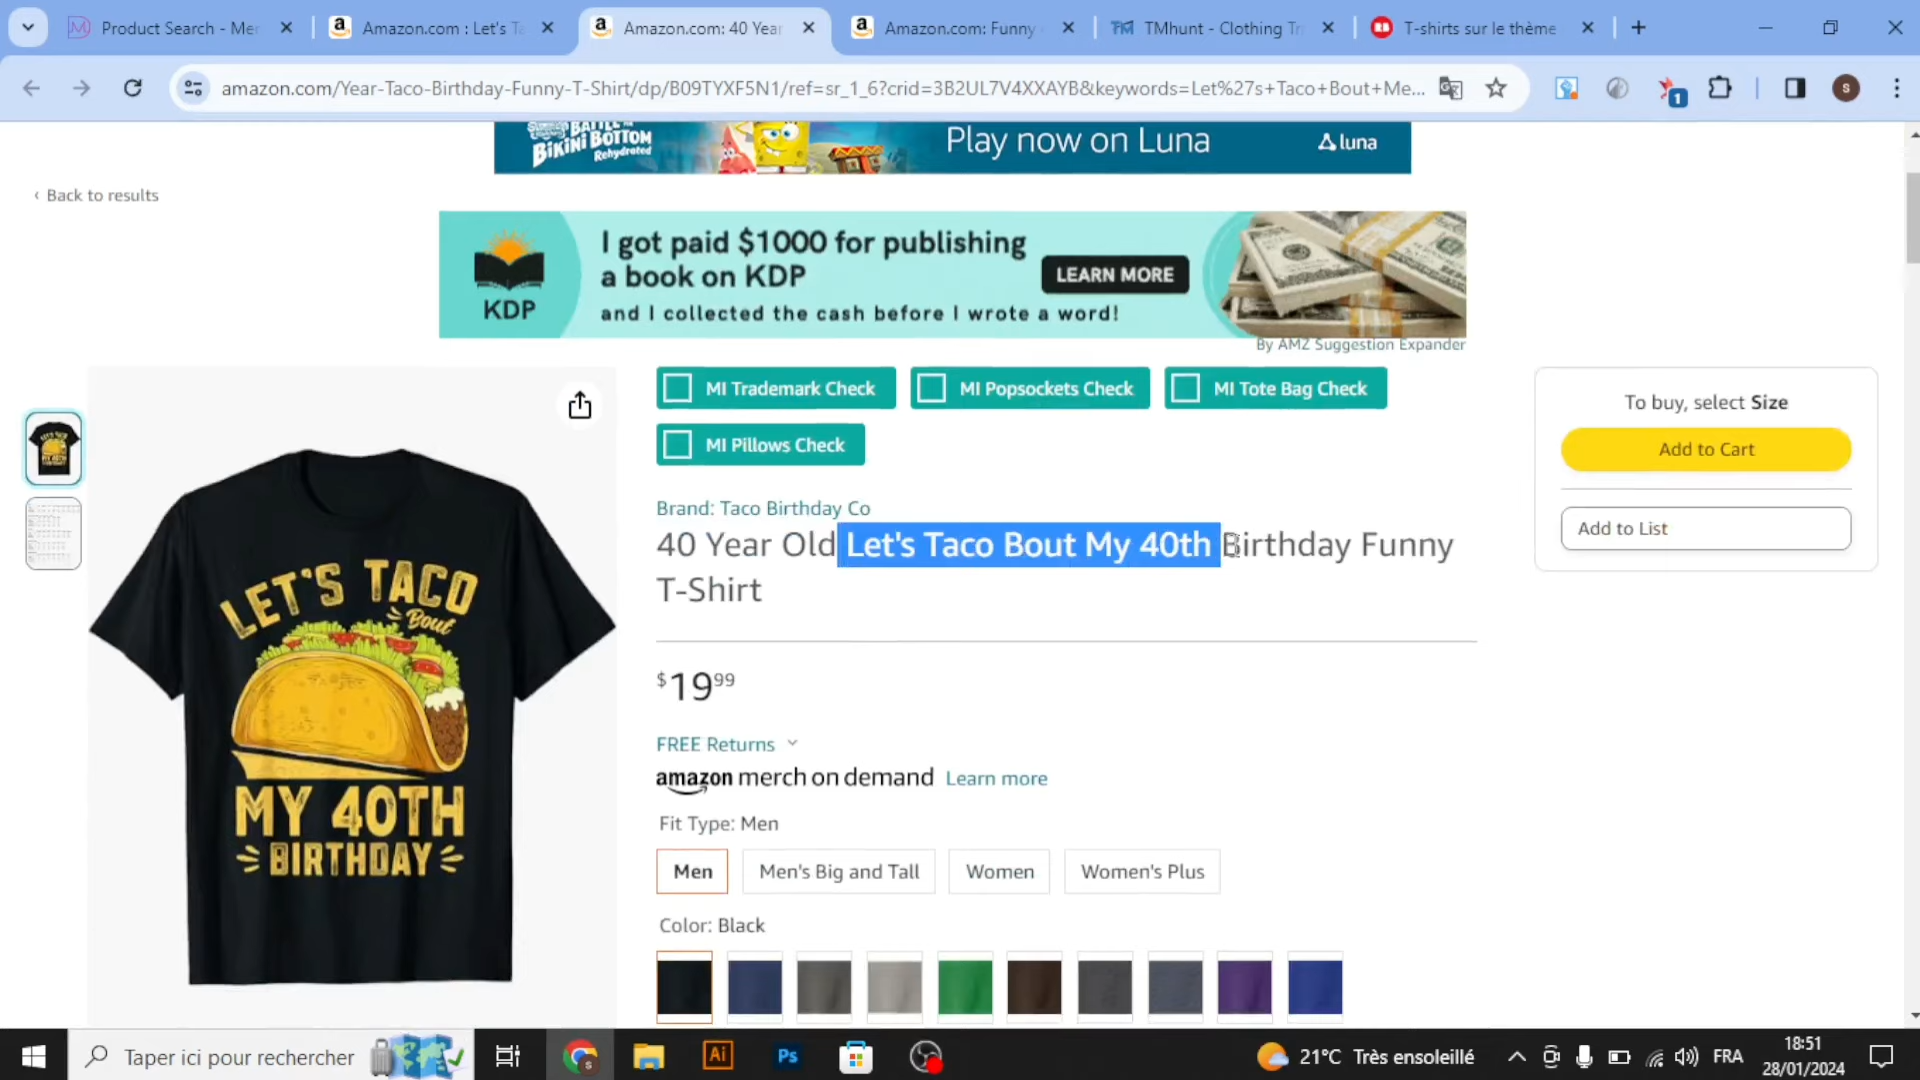 Product Search - Mer
Amazon.com : Let's Ta
Amazon.com: 40 Year
Amazon.com: Funny
TMhunt - Clothing Tr
T-shirts sur le thème
amazon.com/Year-Taco-Birthday-Funny-T-Shirt/dp/B09TYXF5N1/ref=sr_1_6?crid=3B2UL7V4XXAYB&keywords=Let%27s+Taco+Bout+Me...
S
1
BATTLE for
BiKiNi BOTTOM
Rehydrated
Play now on Luna
luna
‹ Back to results
I got paid $1000 for publishing
a book on KDP
LEARN MORE
KDP
and I collected the cash before I wrote a word!
By AMZ Suggestion Expander
MI Trademark Check
MI Popsockets Check
MI Tote Bag Check
MI Pillows Check
To buy, select Size
Add to Cart
Add to List
Brand: Taco Birthday Co
40 Year Old Let's Taco Bout My 40th Birthday Funny
T-Shirt
LET'S TACO
Bout
MY 40TH
BIRTHDAY
$19 99
FREE Returns
amazon merch on demand Learn more
Fit Type: Men
Men
Men's Big and Tall
Women
Women's Plus
Color: Black
Taper ici pour rechercher
Ai
Ps
21°C Très ensoleillé
FRA
18:51
28/01/2024